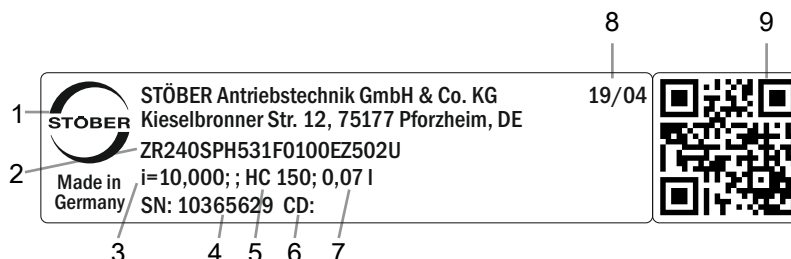 8 9
1 STÖBER
STÖBER Antriebstechnik GmbH & Co. KG 19/04
Kieselbronner Str. 12, 75177 Pforzheim, DE
2 ZR240SPH531F0100EZ502U
Made in
Germany
i=10,000; ; HC 150; 0,07 l
SN: 10365629 CD:
3 4 5 6 7